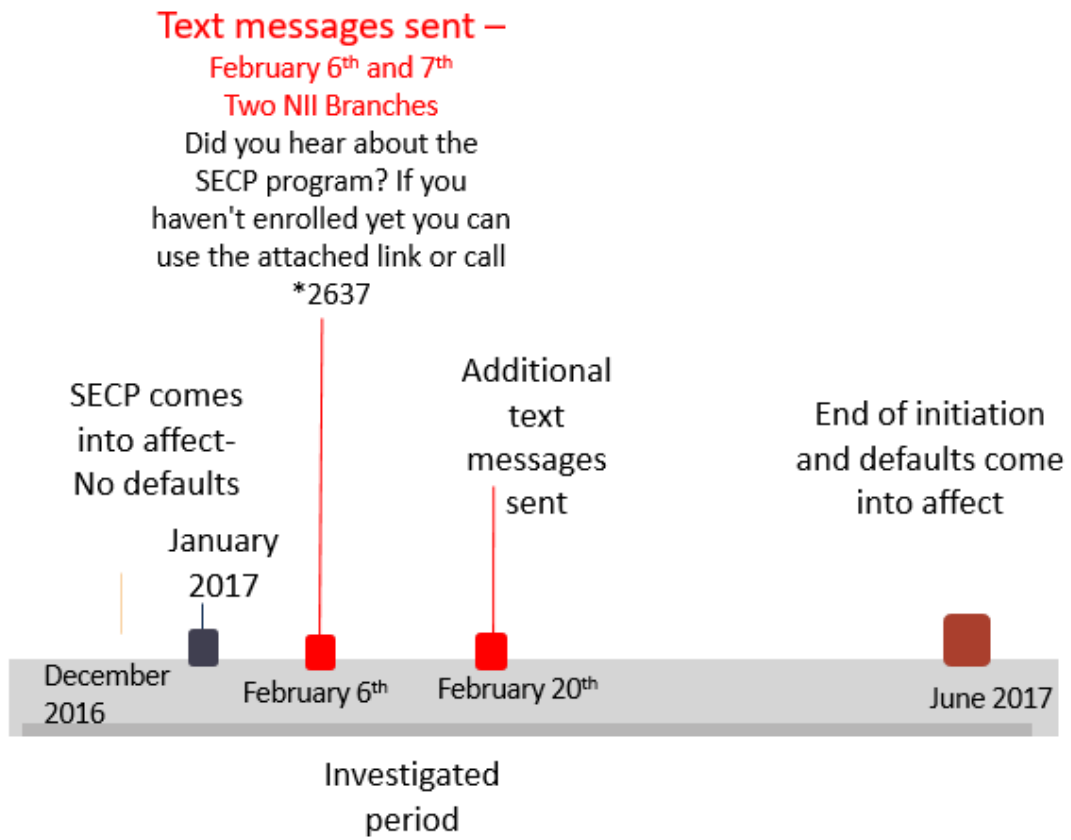 Text messages sent –
February 6th and 7th
Two NII Branches
Did you hear about the
SECP program? If you
haven't enrolled yet you can
use the attached link or call
*2637
SECP comes
into affect-
No defaults
January
2017
Additional
text
messages
sent
End of initiation
and defaults come
into affect
December
2016
February 6th
February 20th
June 2017
Investigated
period